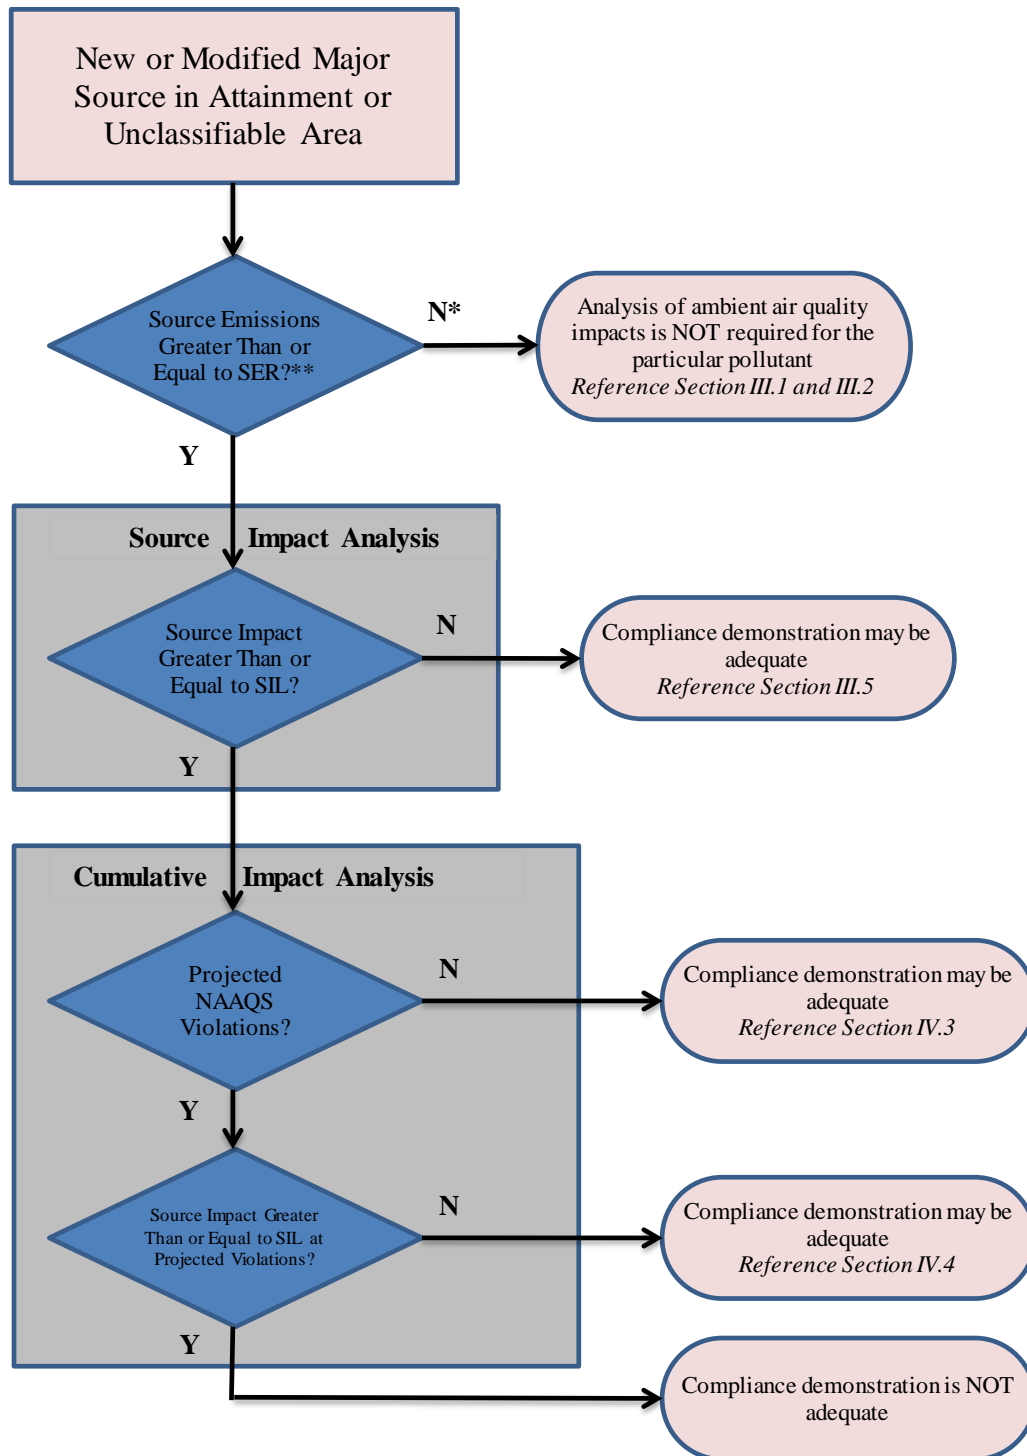 New or Modified Major
Source in Attainment or
Unclassifiable Area
Source Emissions
Greater Than or
Equal to SER?**
N*
Analysis of ambient air quality
impacts is NOT required for the
particular pollutant
Reference Section III.1 and III.2
Y
Source Impact Analysis
Source Impact
Greater Than or
Equal to SIL?
N
Compliance demonstration may be
adequate
Reference Section III.5
Y
Cumulative Impact Analysis
Projected
NAAQS
Violations?
N
Compliance demonstration may be
adequate
Reference Section IV.3
Y
Source Impact Greater
Than or Equal to SIL at
Projected Violations?
N
Compliance demonstration may be
adequate
Reference Section IV.4
Y
Compliance demonstration is NOT
adequate